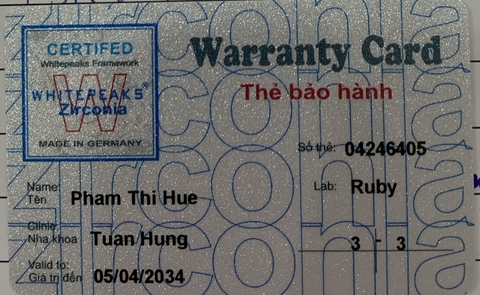 CERTIFED
Whitepeaks Framework
WHITEPEAKS®
Zirconia
W
MADE IN GERMANY
Warranty Card
Thẻ bảo hành
Số thẻ: 04246405
Name:
Tên Pham Thi Hue
Lab: Ruby
Clinic:
Nha khoa Tuan Hung
3 - 3
Valid to:
Giá trị đến 05/04/2034
zirconia